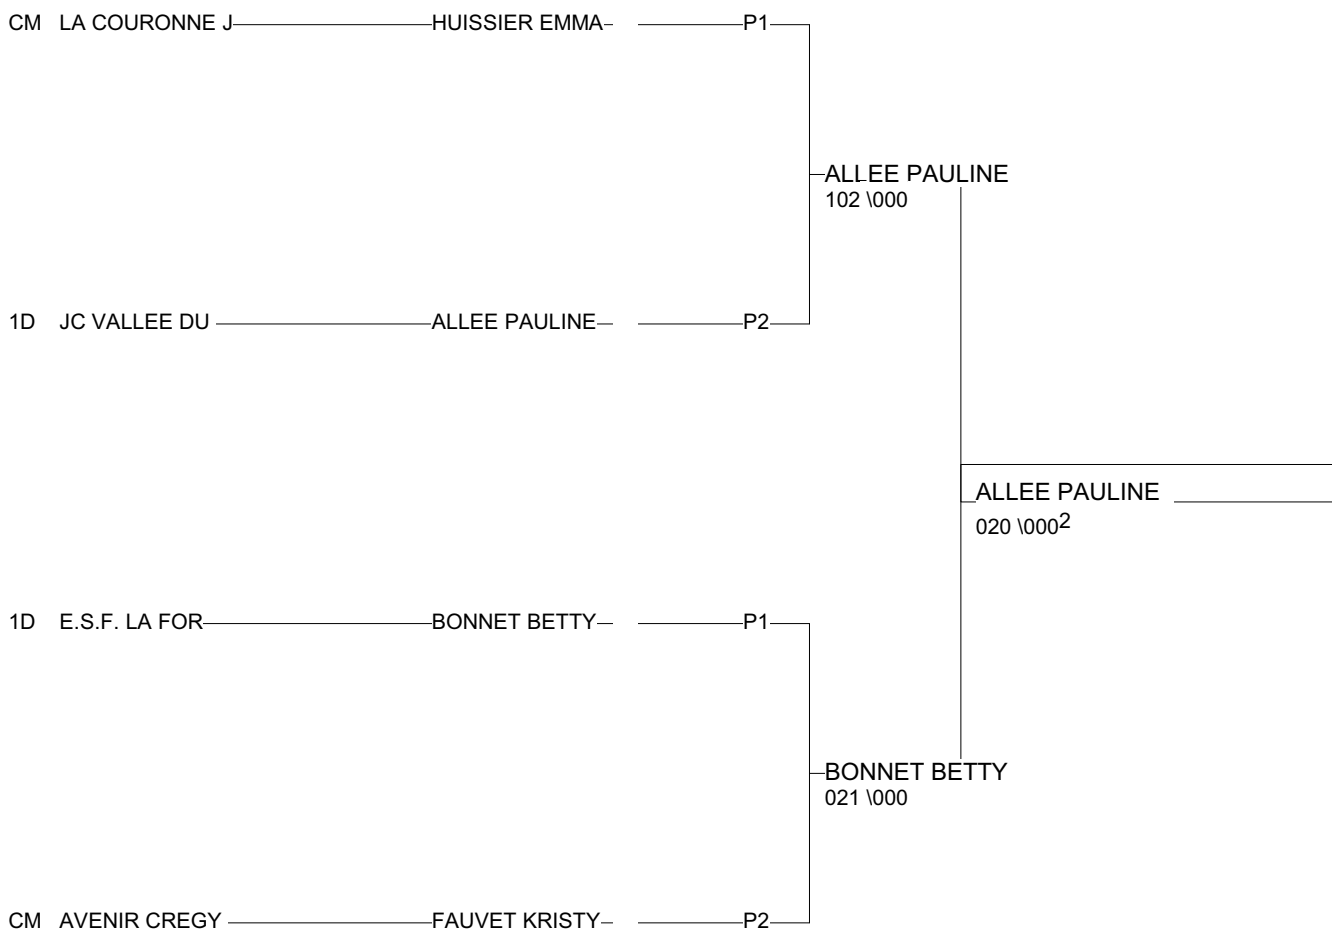 CM LA COURONNE J HUISSIER EMMA P1
ALLEE PAULINE
102 \000
1D JC VALLEE DU ALLEE PAULINE P2
ALLEE PAULINE
020 \0002
1D E.S.F. LA FOR BONNET BETTY P1
BONNET BETTY
021 \000
CM AVENIR CREGY FAUVET KRISTY P2